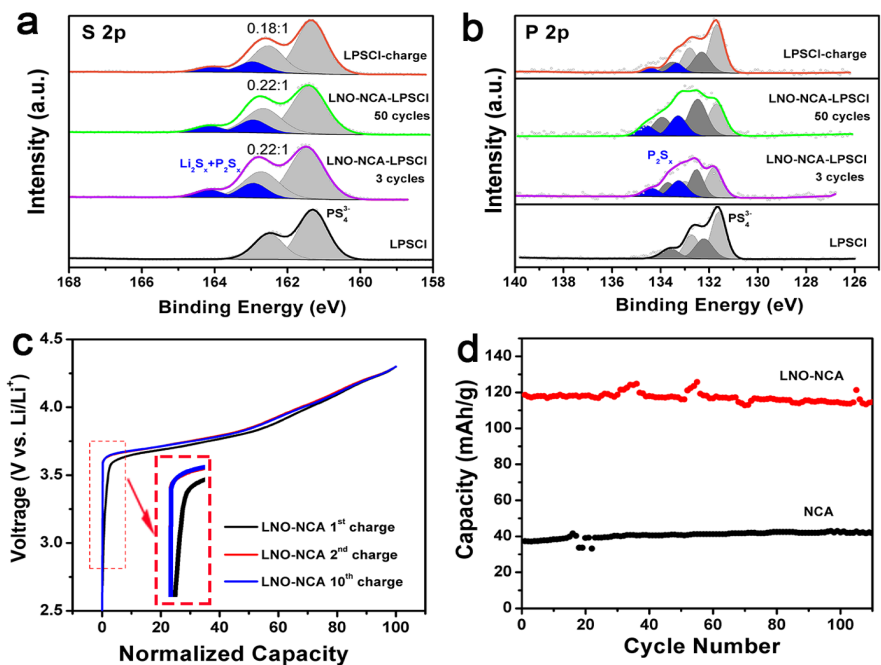 a
S 2p
0.18:1
LPSCl-charge
0.22:1
LNO-NCA-LPSCl
50 cycles
Li₂Sₓ+P₂Sₓ
0.22:1
LNO-NCA-LPSCl
3 cycles
PS₄³⁻
LPSCl
Intensity (a.u.)
168 166 164 162 160 158
Binding Energy (eV)
b
P 2p
LPSCl-charge
LNO-NCA-LPSCl
50 cycles
P₂Sₓ
LNO-NCA-LPSCl
3 cycles
PS₄³⁻
LPSCl
Intensity (a.u.)
140 138 136 134 132 130 128 126
Binding Energy (eV)
c
4.5
4.0
3.5
3.0
2.5
Voltrage (V vs. Li/Li⁺)
LNO-NCA 1ˢᵗ charge
LNO-NCA 2ⁿᵈ charge
LNO-NCA 10ᵗʰ charge
0 20 40 60 80 100
Normalized Capacity
d
140
120
100
80
60
40
20
0
Capacity (mAh/g)
LNO-NCA
NCA
0 20 40 60 80 100
Cycle Number